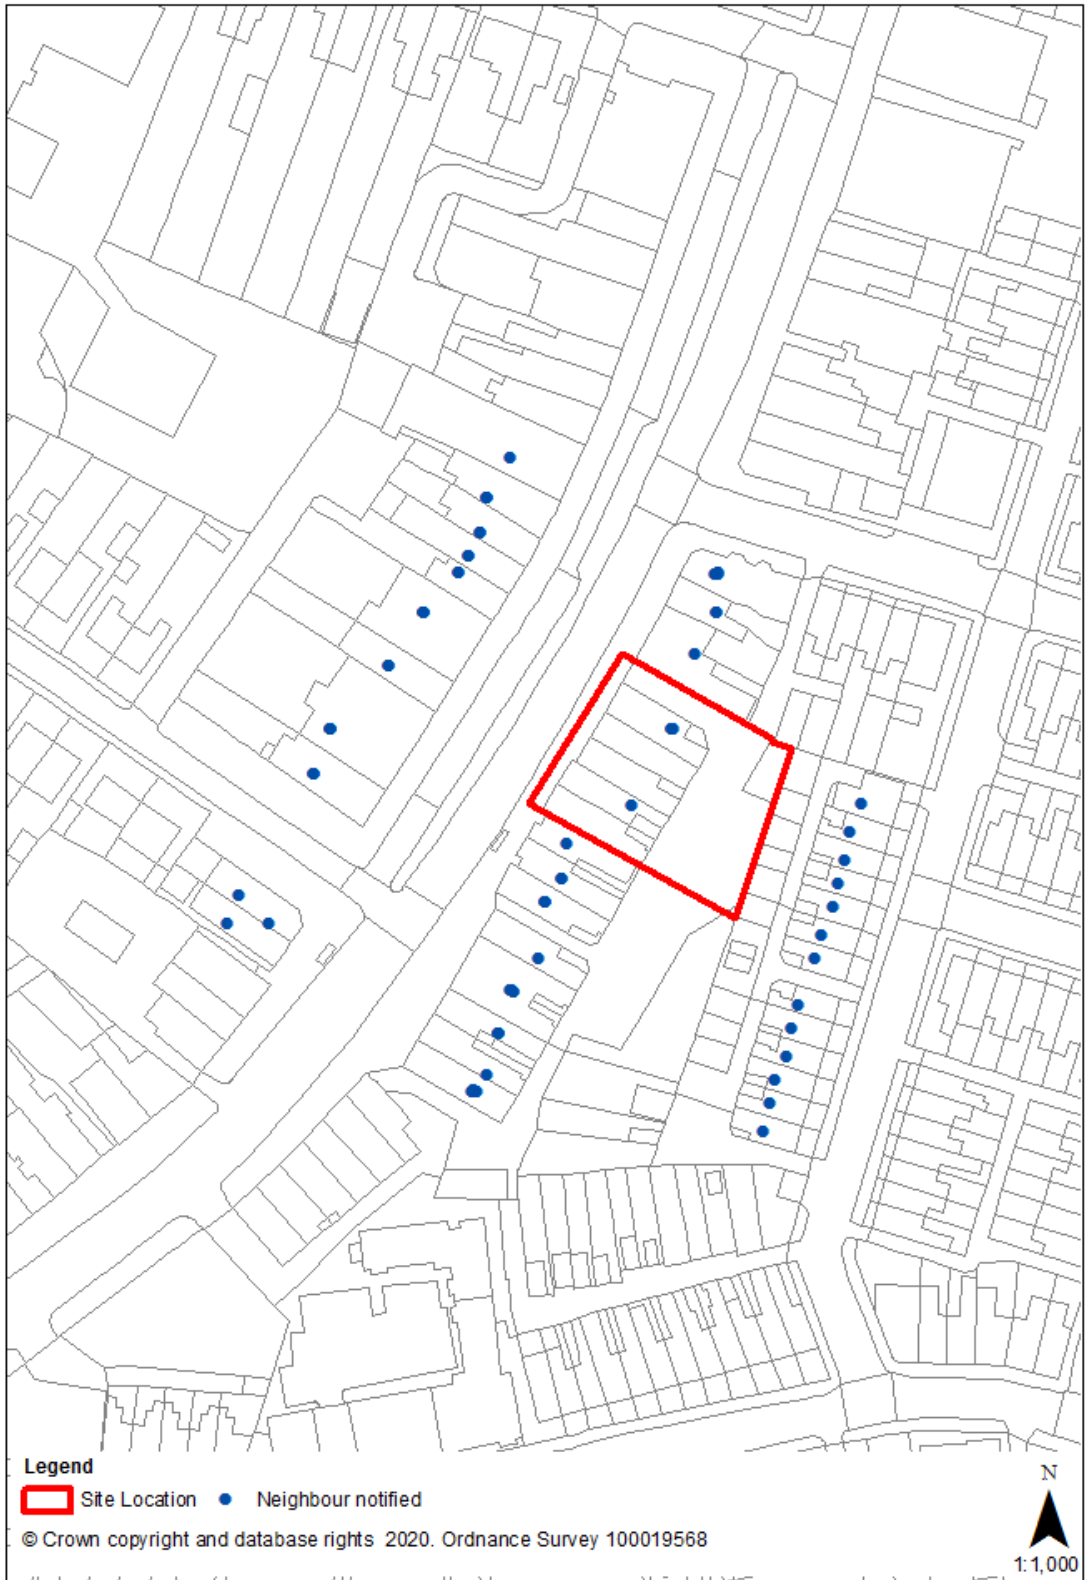 Legend
Site Location Neighbour notified
N
© Crown copyright and database rights 2020. Ordnance Survey 100019568
1:1,000